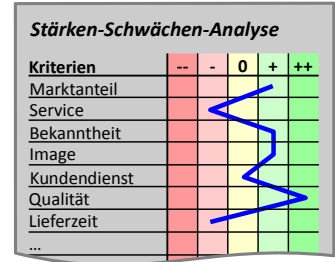 Stärken-Schwächen-Analyse
Kriterien -- - 0 + ++
Marktanteil
Service
Bekanntheit
Image
Kundendienst
Qualität
Lieferzeit
...